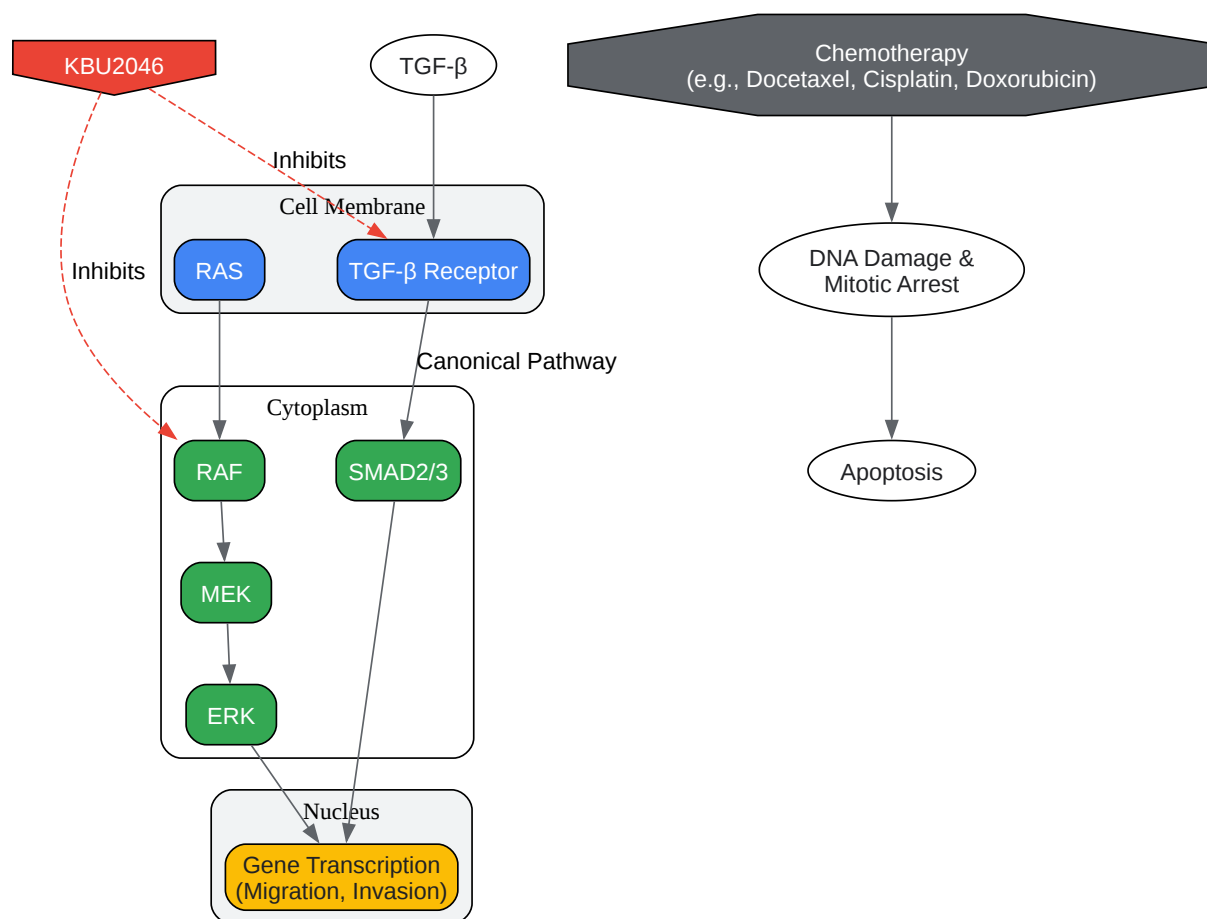 KBU2046
TGF-β
Chemotherapy
(e.g., Docetaxel, Cisplatin, Doxorubicin)
Inhibits
Cell Membrane
RAS
TGF-β Receptor
Inhibits
DNA Damage &
Mitotic Arrest
Canonical Pathway
Cytoplasm
RAF
SMAD2/3
Apoptosis
MEK
ERK
Nucleus
Gene Transcription
(Migration, Invasion)